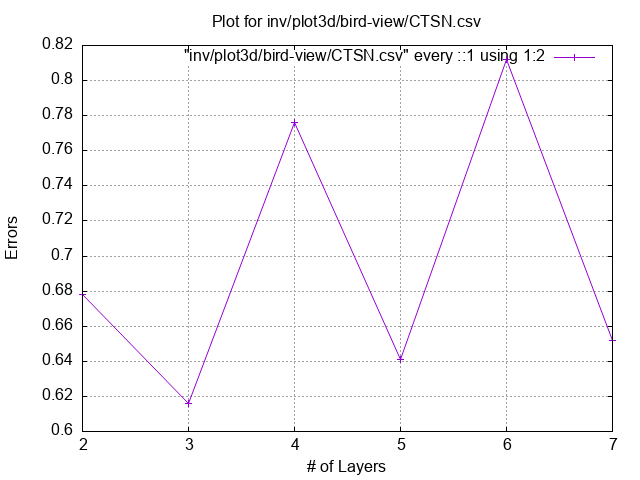 Plot for inv/plot3d/bird-view/CTSN.csv
"inv/plot3d/bird-view/CTSN.csv" every ::1 using 1:2
0.82
0.8
0.78
0.76
0.74
0.72
0.7
0.68
0.66
0.64
0.62
0.6
Errors
2 3 4 5 6 7
# of Layers